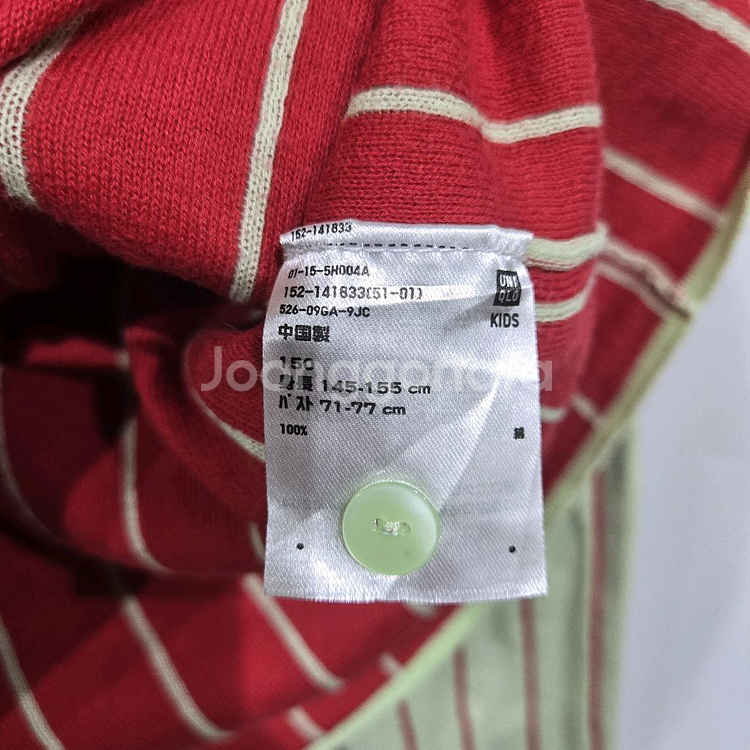 152-141833
01-15-5H004A
152-141833(51-01)
526-09GA-9JC
UNI
QLO
KIDS
中国製
150
身長 145-155 cm
バスト 71-77 cm
100%
綿
Joonggonara